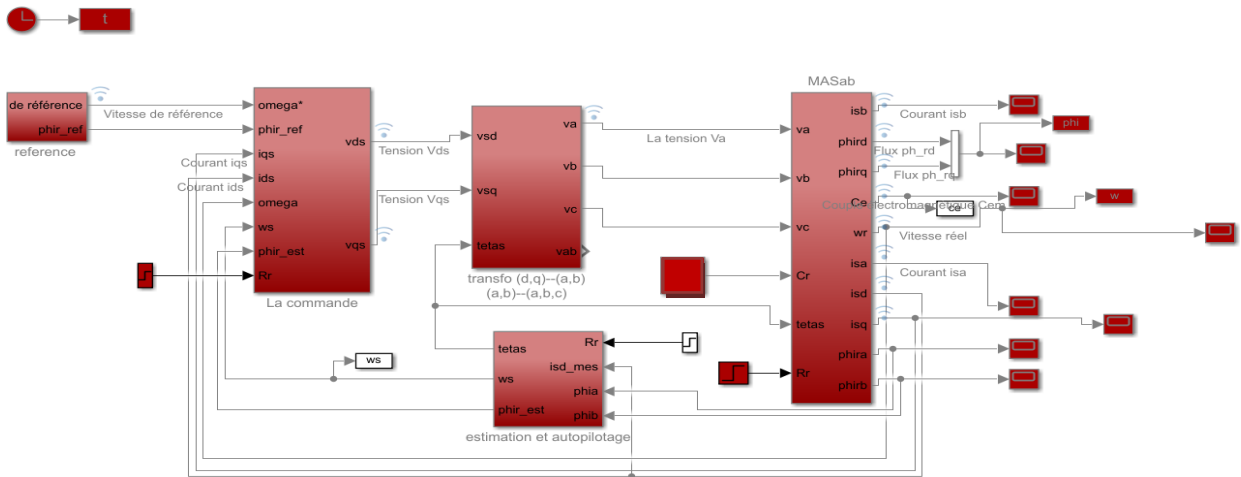 t
de référence
phir_ref
reference
Vitesse de référence
Courant iqs
Courant ids
omega*
phir_ref
iqs
ids
omega
ws
phir_est
Rr
vds
vqs
La commande
Tension Vds
Tension Vqs
vsd
vsq
tetas
va
vb
vc
vab
transfo (d,q)--(a,b)
(a,b)--(a,b,c)
La tension Va
MASab
va
vb
vc
Cr
tetas
Rr
isb
phird
phirq
Ce
wr
isa
isd
isq
phira
phirb
Courant isb
Flux ph_rd
Flux ph_rq
phi
Couple électromagnétique Cem
ce
w
Vitesse réel
Courant isa
ws
tetas
ws
phir_est
Rr
isd_mes
phia
phib
estimation et autopilotage